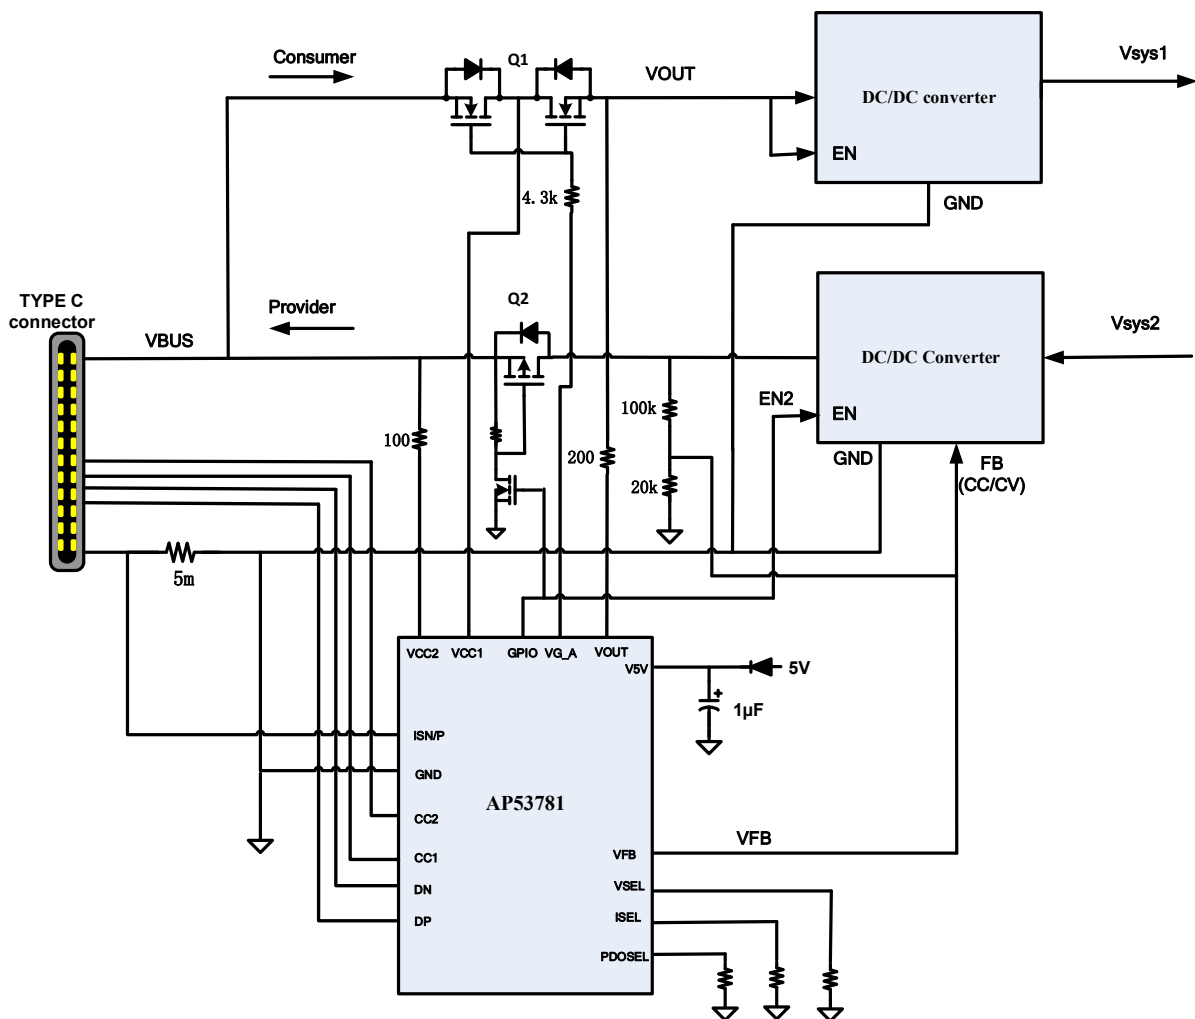 Consumer
Q1
VOUT
DC/DC converter
Vsys1
EN
4.3k
GND
TYPE C
connector
Provider
Q2
VBUS
DC/DC Converter
Vsys2
EN2
EN
100k
100
200
20k
GND
FB
(CC/CV)
5m
VCC2
VCC1
GPIO
VG_A
VOUT
V5V
5V
+
1µF
ISN/P
GND
AP53781
CC2
CC1
DN
DP
VFB
VFB
VSEL
ISEL
PDOSEL